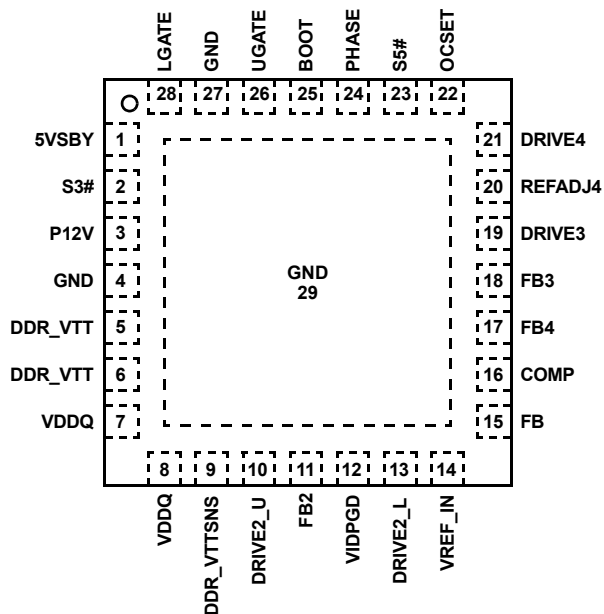 LGATE
GND
UGATE
BOOT
PHASE
S5#
OCSET
28
27
26
25
24
23
22
5VSBY
1
S3#
2
P12V
3
GND
4
DDR_VTT
5
DDR_VTT
6
VDDQ
7
GND
29
21
DRIVE4
20
REFADJ4
19
DRIVE3
18
FB3
17
FB4
16
COMP
15
FB
8
9
10
11
12
13
14
VDDQ
DDR_VTTSNS
DRIVE2_U
FB2
VIDPGD
DRIVE2_L
VREF_IN